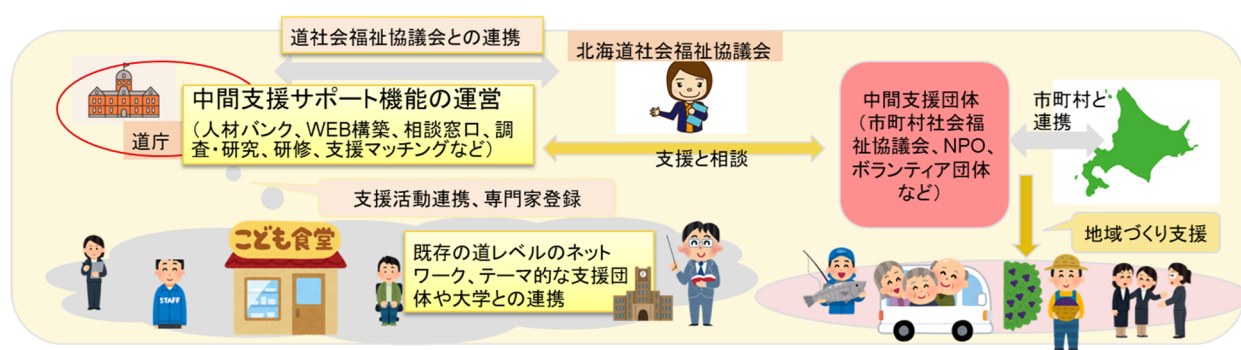 道社会福祉協議会との連携
北海道社会福祉協議会
道庁
中間支援サポート機能の運営
（人材バンク、WEB構築、相談窓口、調
査・研究、研修、支援マッチングなど）
支援と相談
中間支援団体
（市町村社会福
祉協議会、NPO、
ボランティア団体
など）
市町村と
連携
支援活動連携、専門家登録
地域づくり支援
こども食堂
STAFF
既存の道レベルのネット
ワーク、テーマ的な支援団
体や大学との連携